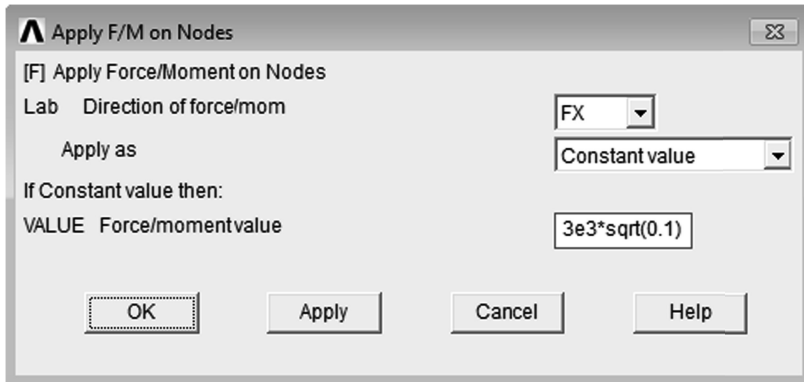 Apply F/M on Nodes
[F] Apply Force/Moment on Nodes
Lab Direction of force/mom FX
Apply as Constant value
If Constant value then:
VALUE Force/moment value 3e3*sqrt(0.1)
OK Apply Cancel Help